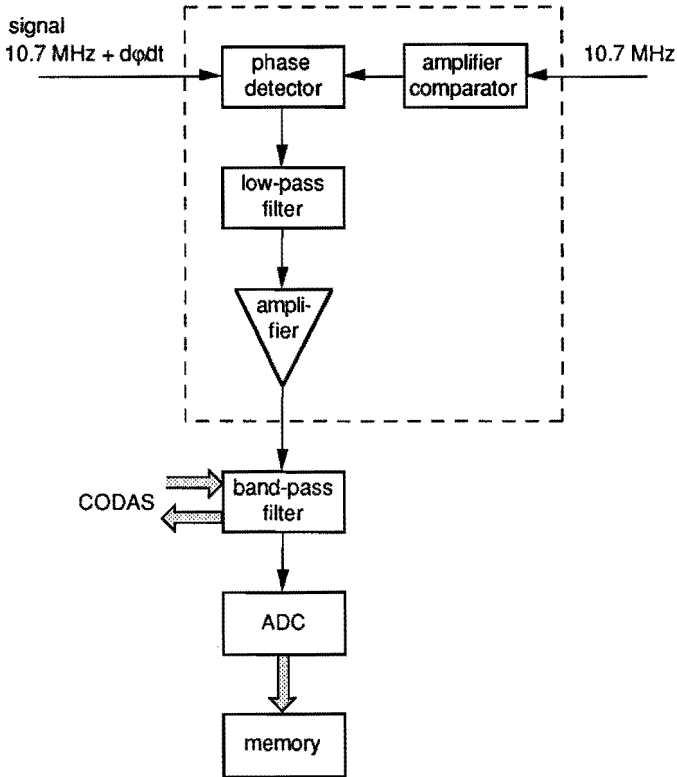 signal
10.7 MHz + dφdt
phase
detector
amplifier
comparator
10.7 MHz
low-pass
filter
ampli-
fier
CODAS
band-pass
filter
ADC
memory